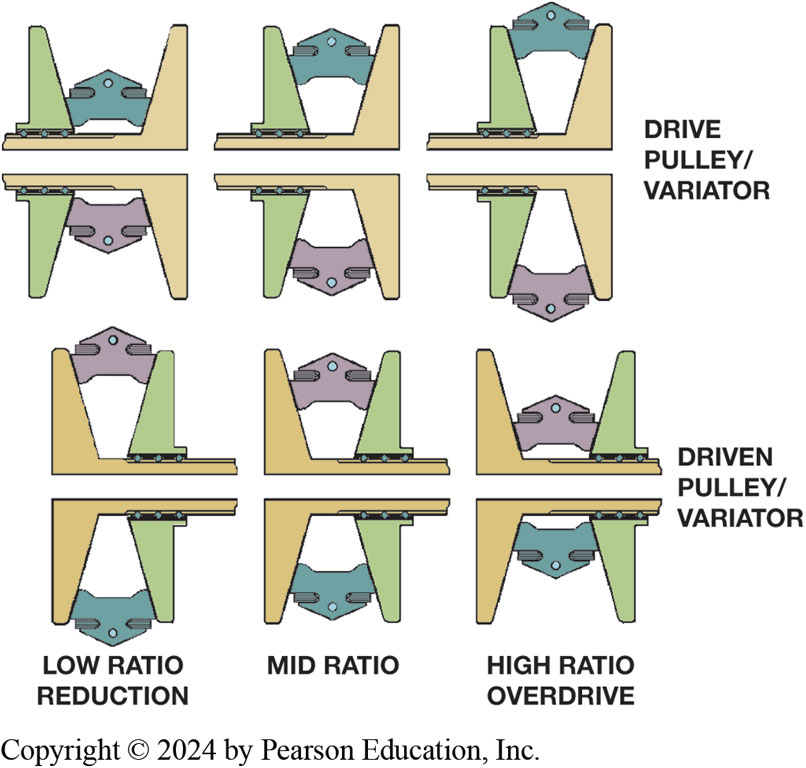 DRIVE
PULLEY/
VARIATOR
DRIVEN
PULLEY/
VARIATOR
LOW RATIO
REDUCTION
MID RATIO
HIGH RATIO
OVERDRIVE
Copyright © 2024 by Pearson Education, Inc.